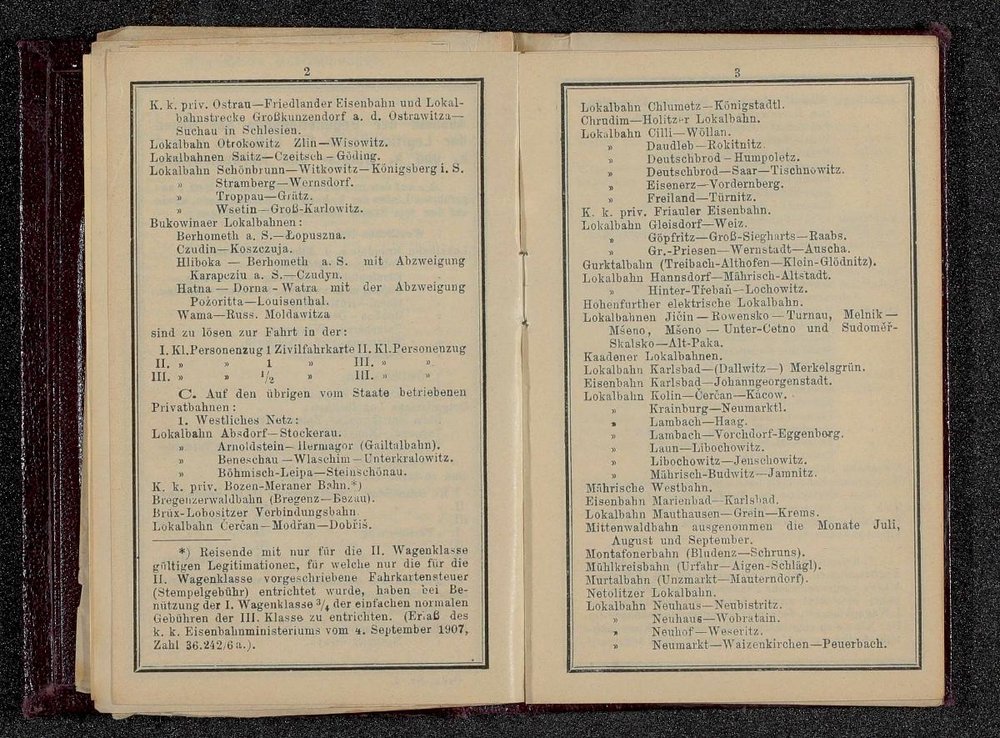 2
K. k. priv. Ostrau—Friedlander Eisenbahn und Lokal-
bahnstrecke Großkunzendorf a. d. Ostrawitza—
Suchau in Schlesien.
Lokalbahn Otrokowitz Zlin—Wisowitz.
Lokalbahnen Saitz—Czeitsch—Göding.
Lokalbahn Schönbrunn—Witkowitz—Königsberg i. S.
» Stramberg—Wernsdorf.
» Troppau—Grätz.
» Wsetin—Groß-Karlowitz.
Bukowinaer Lokalbahnen:
Berhometh a. S.—Łopuszna.
Czudin—Koszczuja.
Hliboka — Berhometh a. S. mit Abzweigung
Karapeziu a. S.—Czudyn.
Hatna — Dorna-Watra mit der Abzweigung
Pożoritta—Louisenthal.
Wama—Russ. Moldawitza
sind zu lösen zur Fahrt in der:
I. Kl. Personenzug 1 Zivilfahrkarte II. Kl. Personenzug
II. » » 1 » III. » »
III. » » 1/2 » III. » »
C. Auf den übrigen vom Staate betriebenen
Privatbahnen:
1. Westliches Netz:
Lokalbahn Absdorf—Stockerau.
» Arnoldstein—Hermagor (Gailtalbahn).
» Beneschau—Wlaschim—Unterkralowitz.
» Böhmisch-Leipa—Steinschönau.
K. k. priv. Bozen-Meraner Bahn.*)
Bregenzerwaldbahn (Bregenz—Bezau).
Brüx-Lobositzer Verbindungsbahn
Lokalbahn Čerčan—Modřan—Dobřiš.
*) Reisende mit nur für die II. Wagenklasse
gültigen Legitimationen, für welche nur die für die
II. Wagenklasse vorgeschriebene Fahrkartensteuer
(Stempelgebühr) entrichtet wurde, haben bei Be-
nützung der I. Wagenklasse 3/4 der einfachen normalen
Gebühren der III. Klasse zu entrichten. (Erlaß des
k. k. Eisenbahnministeriums vom 4. September 1907,
Zahl 36.242/6a.).
3
Lokalbahn Chlumetz—Königstadtl.
Chrudim—Holitzer Lokalbahn.
Lokalbahn Cilli—Wöllan.
» Daudleb-Rokitnitz.
» Deutschbrod—Humpoletz.
» Deutschbrod—Saar—Tischnowitz.
» Eisenerz—Vordernberg.
» Freiland—Türnitz.
K. k. priv. Friauler Eisenbahn.
Lokalbahn Gleisdorf—Weiz.
» Göpfritz—Groß-Siegharts—Raabs.
» Gr.-Priesen—Wernstadt—Auscha.
Gurktalbahn (Treibach-Althofen—Klein-Glödnitz).
Lokalbahn Hannsdorf—Mährisch-Altstadt.
» Hinter-Třebaň—Lochowitz.
Hohenfurther elektrische Lokalbahn.
Lokalbahnen Jičin—Rowensko—Turnau, Melnik—
Mšeno, Mšeno — Unter-Cetno und Sudoměř-
Skalsko—Alt-Paka.
Kaadener Lokalbahnen.
Lokalbahn Karlsbad—(Dallwitz—) Merkelsgrün.
Eisenbahn Karlsbad—Johanngeorgenstadt.
Lokalbahn Kolin—Čerčan—Kácow.
» Krainburg—Neumarktl.
» Lambach—Haag.
» Lambach—Vorchdorf-Eggenberg.
» Laun—Libochowitz.
» Libochowitz—Jenschowitz.
» Mährisch-Budwitz—Jamnitz.
Mährische Westbahn.
Eisenbahn Marienbad—Karlsbad.
Lokalbahn Mauthausen—Grein—Krems.
Mittenwaldbahn ausgenommen die Monate Juli,
August und September.
Montafonerbahn (Bludenz—Schruns).
Mühlkreisbahn (Urfahr—Aigen-Schlägl).
Murtalbahn (Unzmarkt—Mauterndorf).
Netolitzer Lokalbahn.
Lokalbahn Neuhaus—Neubistritz.
» Neuhaus—Wobratain.
» Neuhof—Weseritz.
» Neumarkt—Waizenkirchen—Peuerbach.